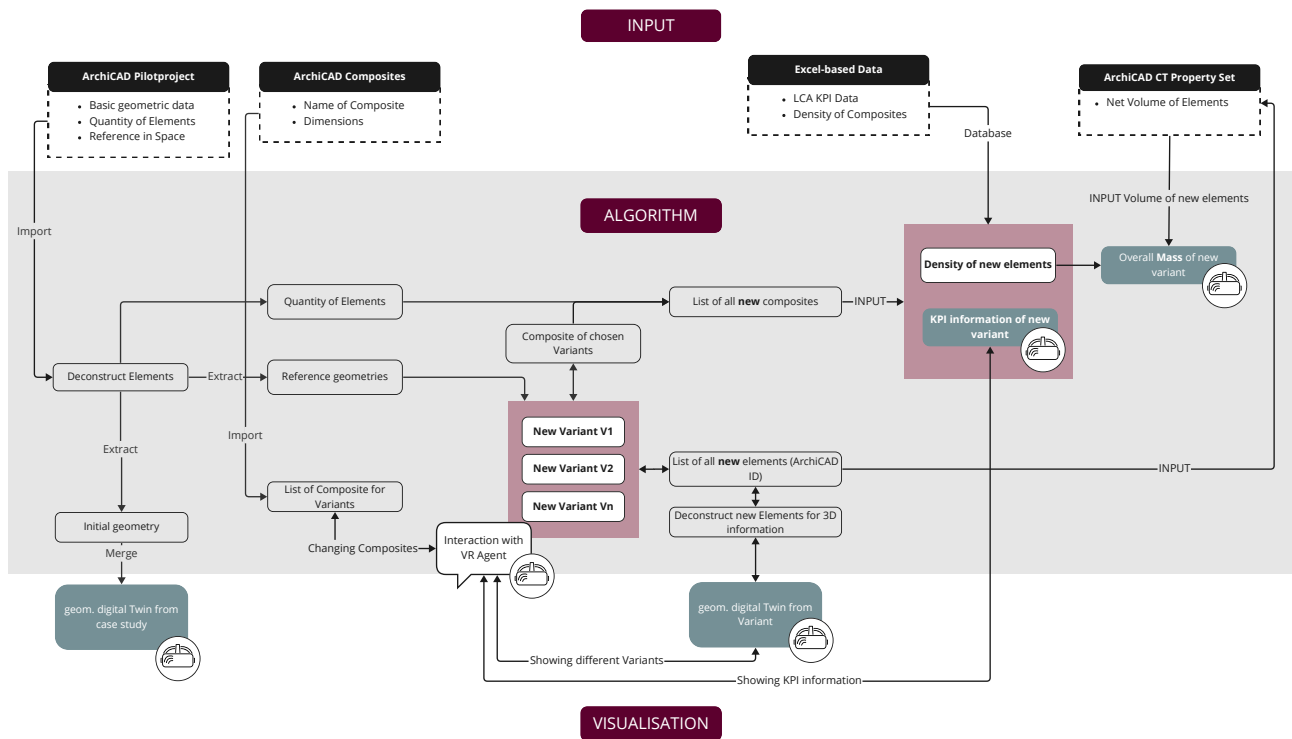 INPUT
ArchiCAD Pilotproject
• Basic geometric data
• Quantity of Elements
• Reference in Space
ArchiCAD Composites
• Name of Composite
• Dimensions
Excel-based Data
• LCA KPI Data
• Density of Composites
ArchiCAD CT Property Set
• Net Volume of Elements
Database
Import
ALGORITHM
INPUT Volume of new elements
Density of new elements
Overall Mass of new
variant
Quantity of Elements
List of all new composites
INPUT
KPI information of new
variant
Composite of chosen
Variants
Deconstruct Elements
Extract
Reference geometries
Import
Extract
New Variant V1
New Variant V2
New Variant Vn
List of all new elements (ArchiCAD
ID)
INPUT
List of Composite for
Variants
Deconstruct new Elements for 3D
information
Initial geometry
Changing Composites
Interaction with
VR Agent
Merge
geom. digital Twin from
case study
geom. digital Twin from
Variant
Showing different Variants
Showing KPI information
VISUALISATION